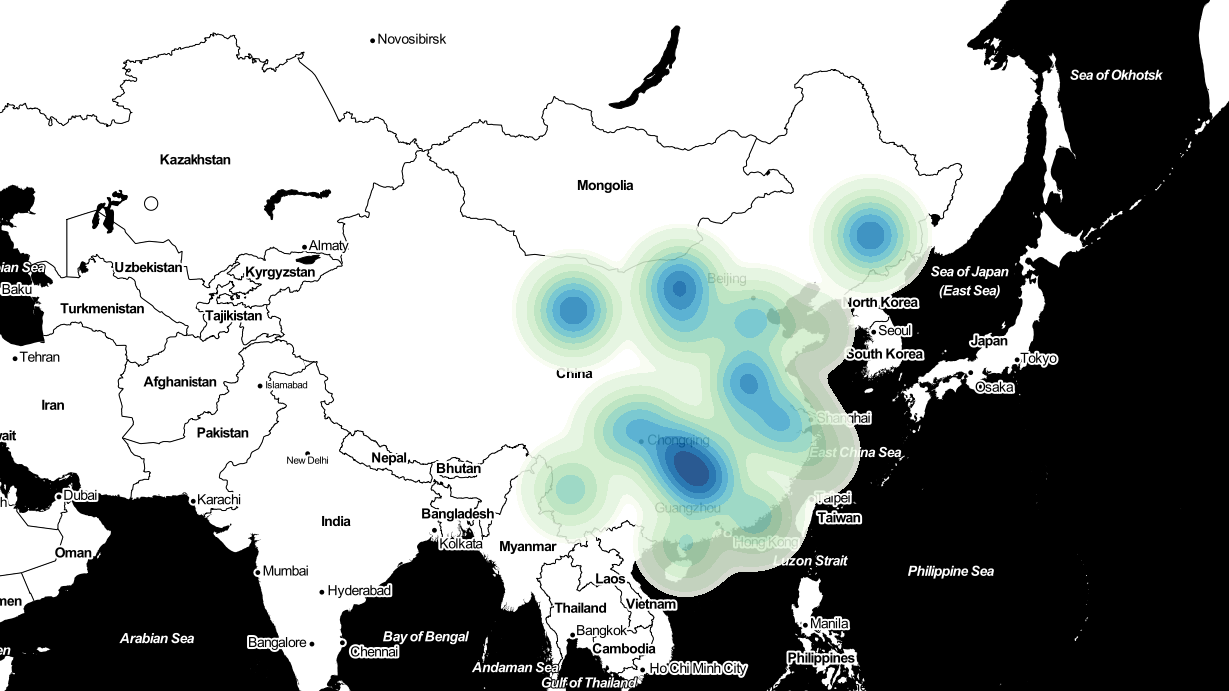 Novosibirsk
Sea of Okhotsk
Kazakhstan
Mongolia
Almaty
Uzbekistan
Kyrgyzstan
ian Sea
Beijing
Sea of Japan
(East Sea)
Baku
Turkmenistan
Tajikistan
North Korea
Seoul
Japan
South Korea
Tehran
Tokyo
China
Afghanistan
Islamabad
Osaka
Iran
Shanghai
Pakistan
Chongqing
East China Sea
New Delhi
Nepal
Bhutan
Dubai
Karachi
Taipei
Guangzhou
Bangladesh
India
Taiwan
Kolkata
Myanmar
Hong Kong
Oman
Luzon Strait
Mumbai
Philippine Sea
Laos
Hyderabad
Thailand
Vietnam
Manila
Bangkok
Arabian Sea
Bay of Bengal
Bangalore
Chennai
Cambodia
Philippines
Andaman Sea
Ho Chi Minh City
Gulf of Thailand